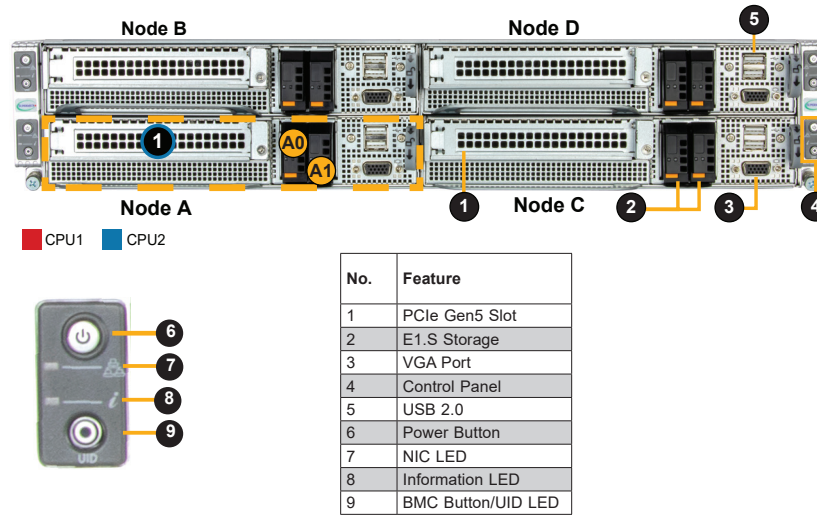 Node B
Node D
5
1
A0
A1
Node A
1
Node C
2
3
4
CPU1
CPU2
6
7
8
9
UID
No. Feature
1 PCIe Gen5 Slot
2 E1.S Storage
3 VGA Port
4 Control Panel
5 USB 2.0
6 Power Button
7 NIC LED
8 Information LED
9 BMC Button/UID LED